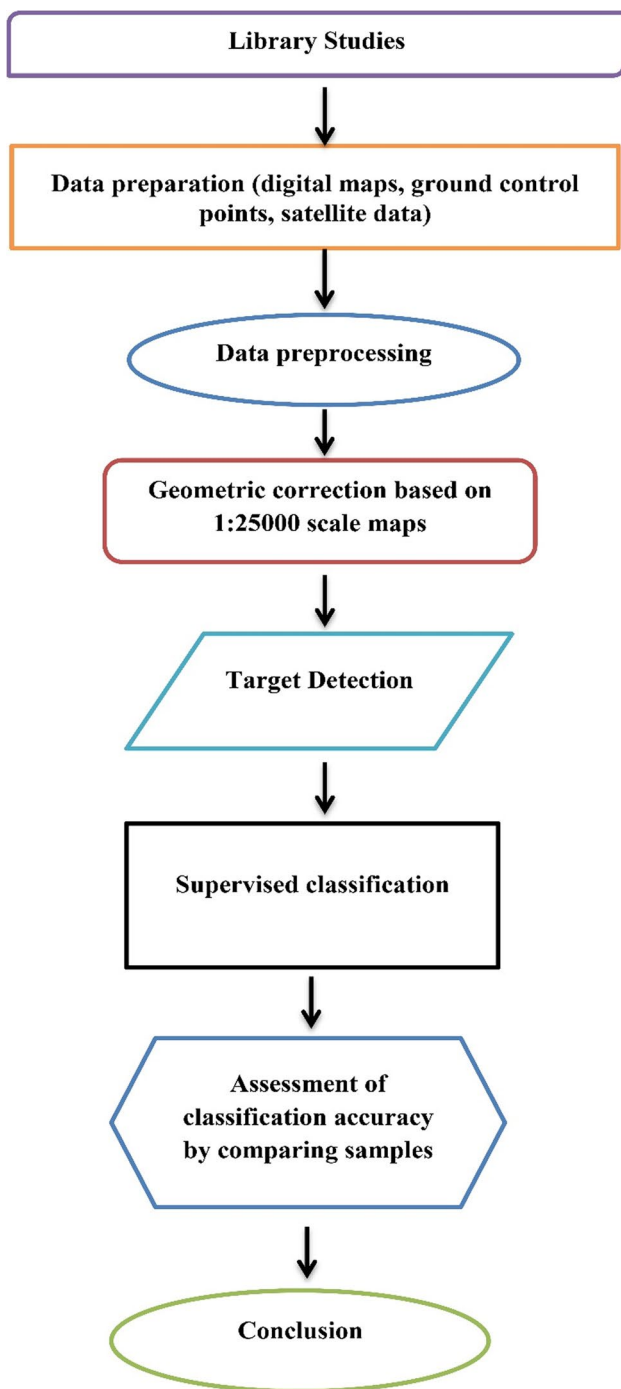 Library Studies
Data preparation (digital maps, ground control
points, satellite data)
Data preprocessing
Geometric correction based on
1:25000 scale maps
Target Detection
Supervised classification
Assessment of
classification accuracy
by comparing samples
Conclusion